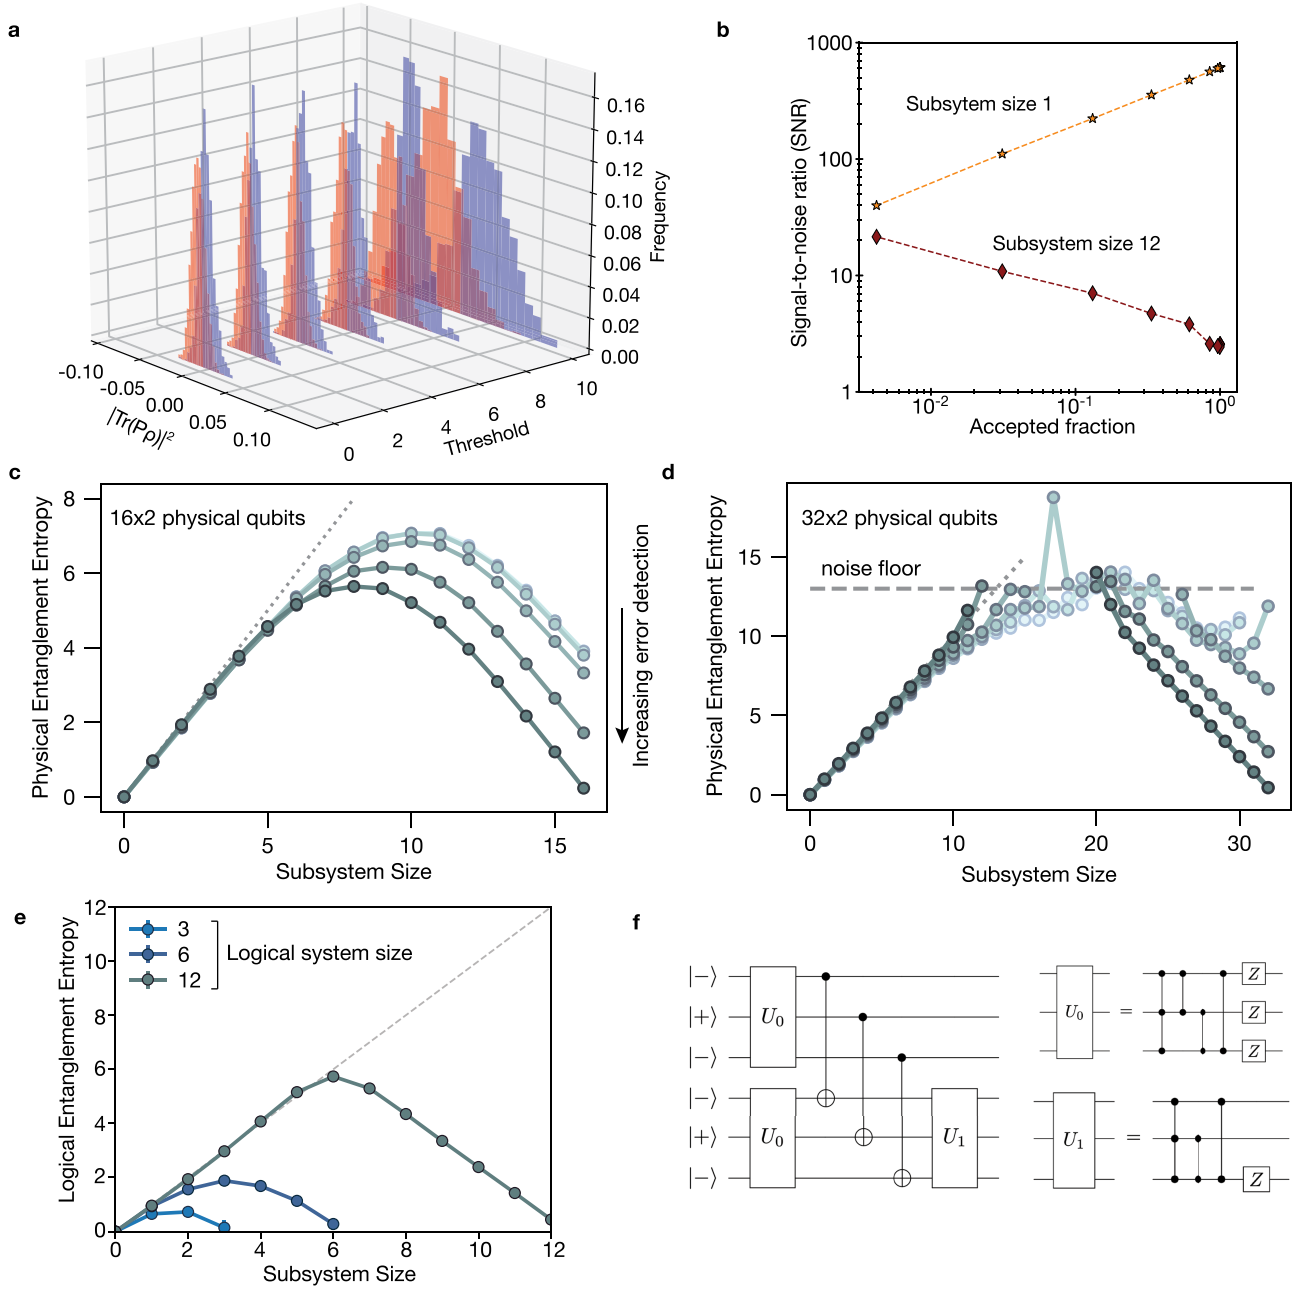 a
0.16
0.14
0.12
0.10
0.08
0.06
0.04
0.02
0.00
Frequency
-0.10
-0.05
0.00
0.05
0.10
|Tr(Pρ)|²
0
2
4
6
8
10
Threshold
b
1000
100
10
1
Signal-to-noise ratio (SNR)
Subsytem size 1
Subsystem size 12
10⁻²
10⁻¹
10⁰
Accepted fraction
c
8
6
4
2
0
Physical Entanglement Entropy
16x2 physical qubits
Increasing error detection
0
5
10
15
Subsystem Size
d
15
10
5
0
Physical Entanglement Entropy
32x2 physical qubits
noise floor
0
10
20
30
Subsystem Size
e
12
10
8
6
4
2
0
Logical Entanglement Entropy
3
6
12
Logical system size
0
2
4
6
8
10
12
Subsystem Size
f
|−⟩
|+⟩
|−⟩
|−⟩
|+⟩
|−⟩
U₀
U₀
U₁
U₀
=
Z
Z
Z
U₁
=
Z